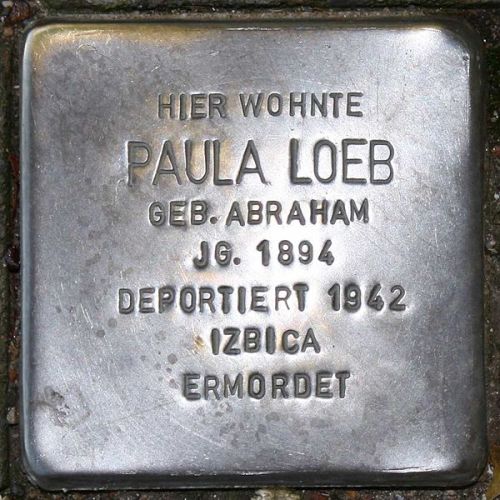 HIER WOHNTE
PAULA LOEB
GEB. ABRAHAM
JG. 1894
DEPORTIERT 1942
IZBICA
ERMORDET